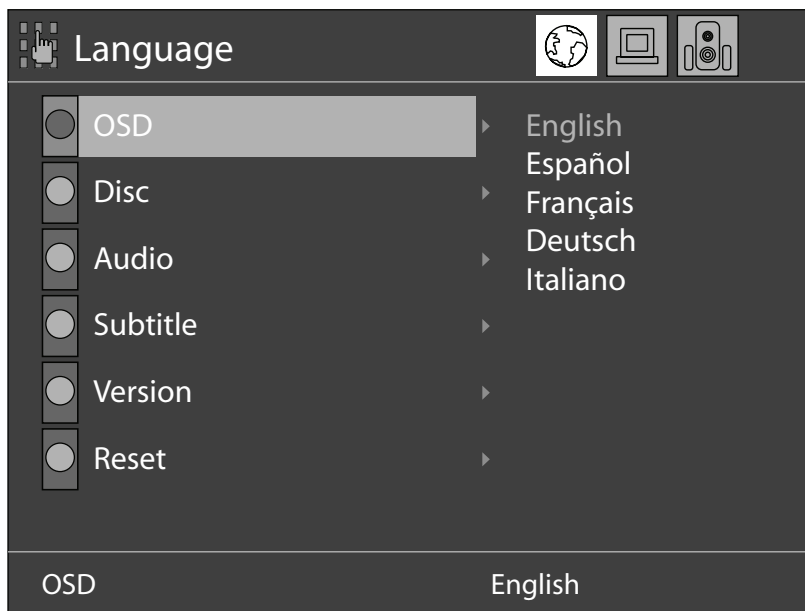 Language
OSD
English
Español
Français
Deutsch
Italiano
Disc
Audio
Subtitle
Version
Reset
OSD English